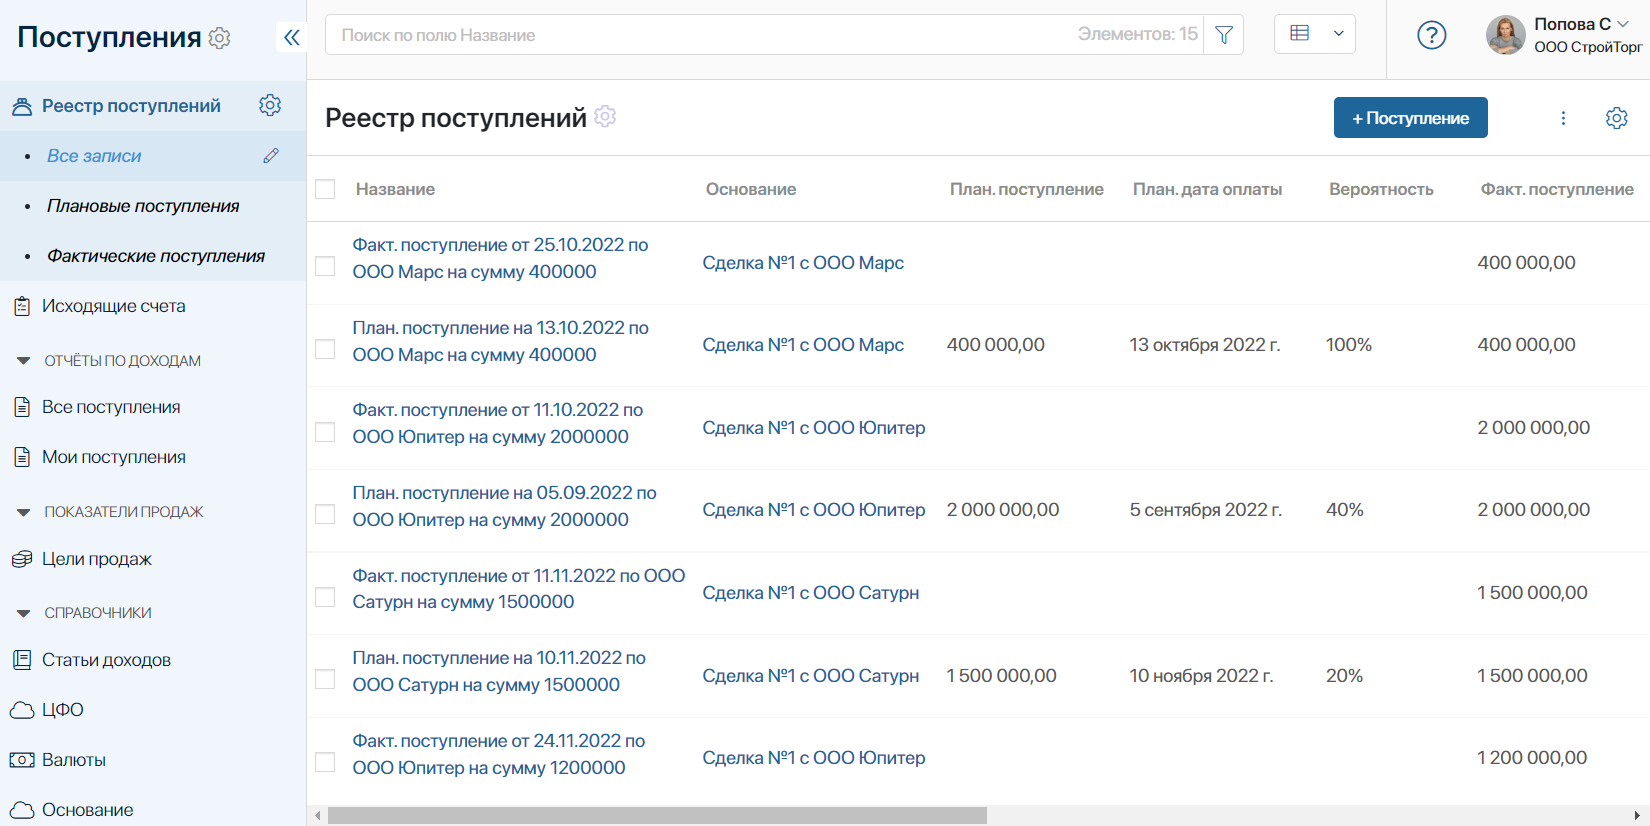 Поступления
Реестр поступлений
Все записи
Плановые поступления
Фактические поступления
Исходящие счета
ОТЧЁТЫ ПО ДОХОДАМ
Все поступления
Мои поступления
ПОКАЗАТЕЛИ ПРОДАЖ
Цели продаж
СПРАВОЧНИКИ
Статьи доходов
ЦФО
Валюты
Основание
Поиск по полю Название Элементов: 15
Попова С
ООО СтройТорг
Реестр поступлений
+ Поступление
Название Основание План. поступление План. дата оплаты Вероятность Факт. поступление
Факт. поступление от 25.10.2022 по
ООО Марс на сумму 400000
Сделка №1 с ООО Марс 400 000,00
План. поступление на 13.10.2022 по
ООО Марс на сумму 400000
Сделка №1 с ООО Марс 400 000,00 13 октября 2022 г. 100% 400 000,00
Факт. поступление от 11.10.2022 по
ООО Юпитер на сумму 2000000
Сделка №1 с ООО Юпитер 2 000 000,00
План. поступление на 05.09.2022 по
ООО Юпитер на сумму 2000000
Сделка №1 с ООО Юпитер 2 000 000,00 5 сентября 2022 г. 40% 2 000 000,00
Факт. поступление от 11.11.2022 по ООО
Сатурн на сумму 1500000
Сделка №1 с ООО Сатурн 1 500 000,00
План. поступление на 10.11.2022 по
ООО Сатурн на сумму 1500000
Сделка №1 с ООО Сатурн 1 500 000,00 10 ноября 2022 г. 20% 1 500 000,00
Факт. поступление от 24.11.2022 по
ООО Юпитер на сумму 1200000
Сделка №1 с ООО Юпитер 1 200 000,00